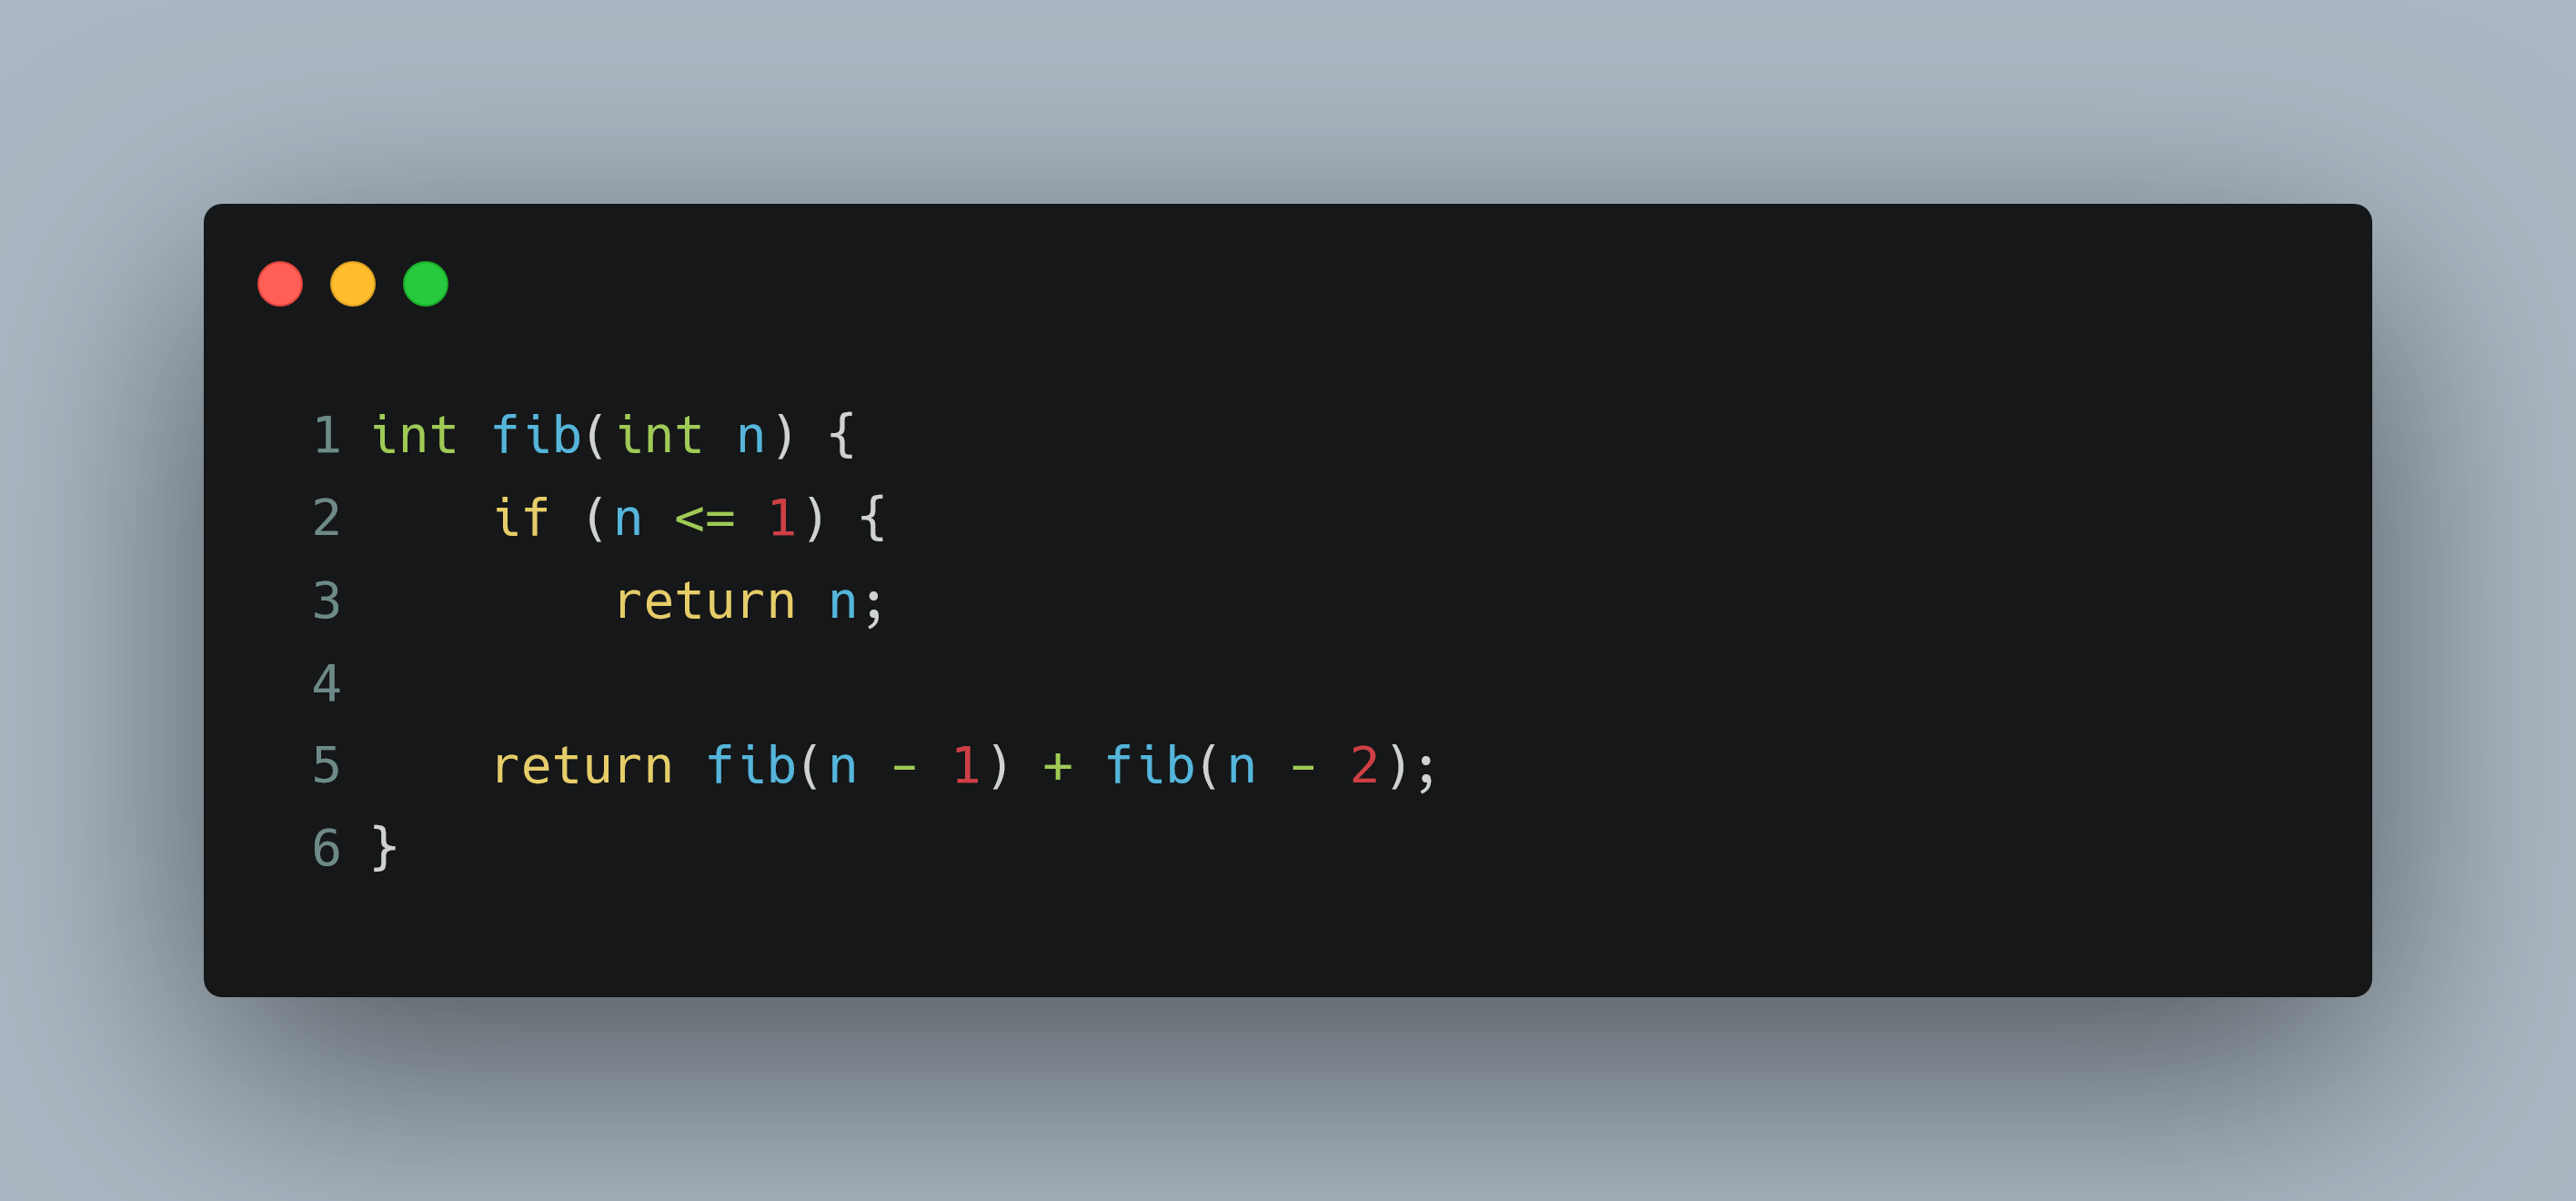 1 int fib(int n) {
2     if (n <= 1) {
3         return n;
4
5     return fib(n - 1) + fib(n - 2);
6 }